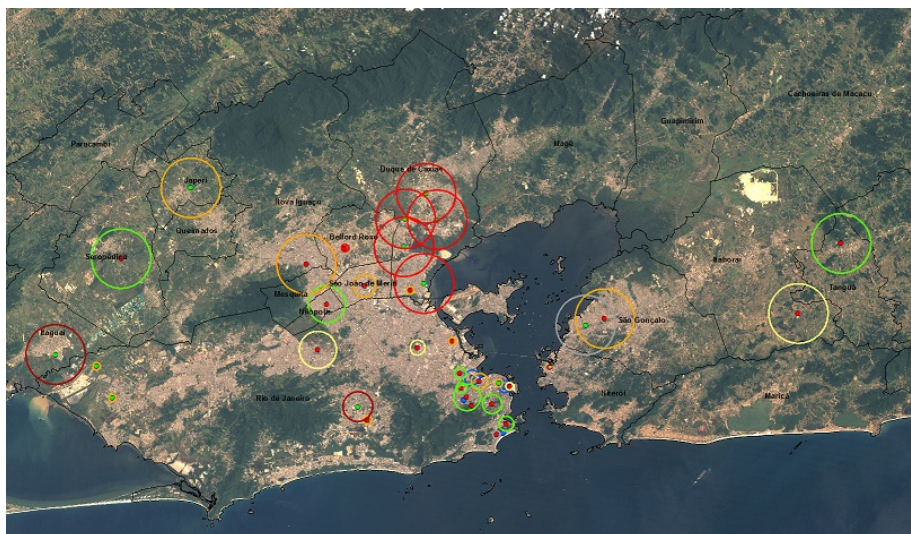 Cachoeiras de Macacu
Guapimirim
Paracambi
Magé
Duque de Caxias
Japeri
Nova Iguaçu
Queimados
Belford Roxo
Seropédica
Itaboraí
São João de Meriti
Tanguá
Mesquita
Nilópolis
São Gonçalo
Itaguaí
Niterói
Maricá
Rio de Janeiro